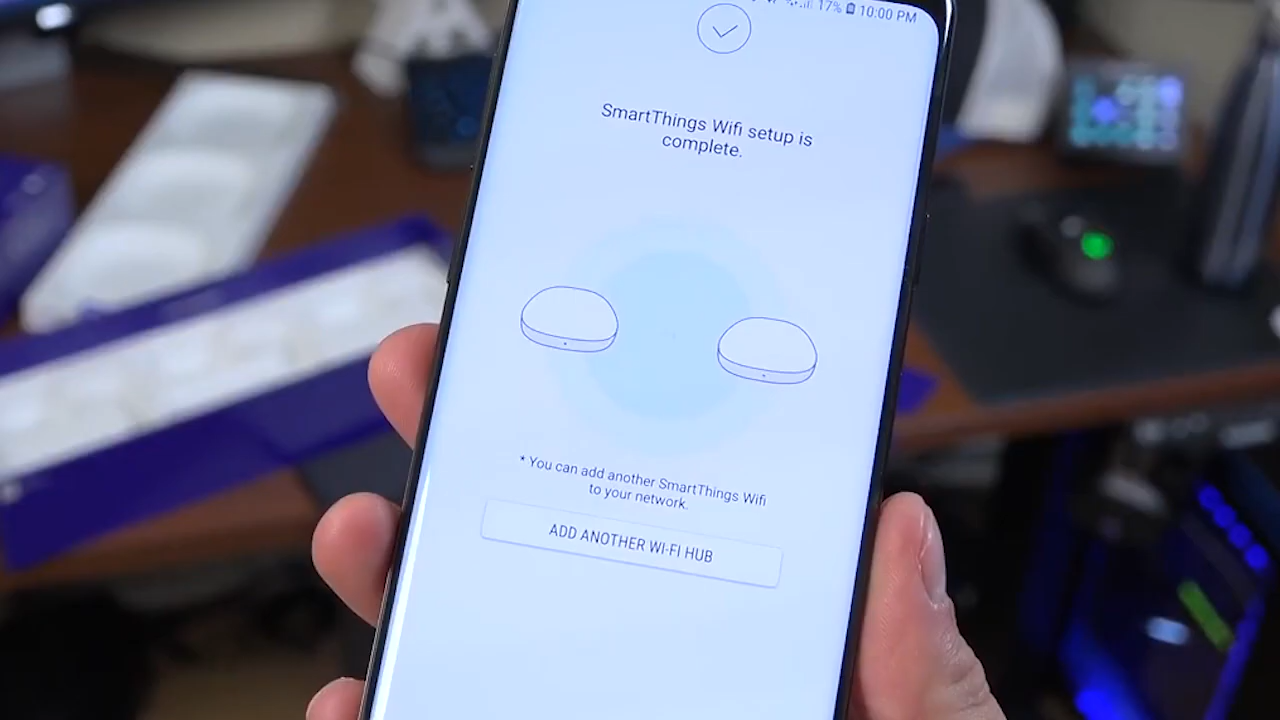 17% 10:00 PM
SmartThings Wifi setup is
complete.
* You can add another SmartThings Wifi
to your network.
ADD ANOTHER WI-FI HUB